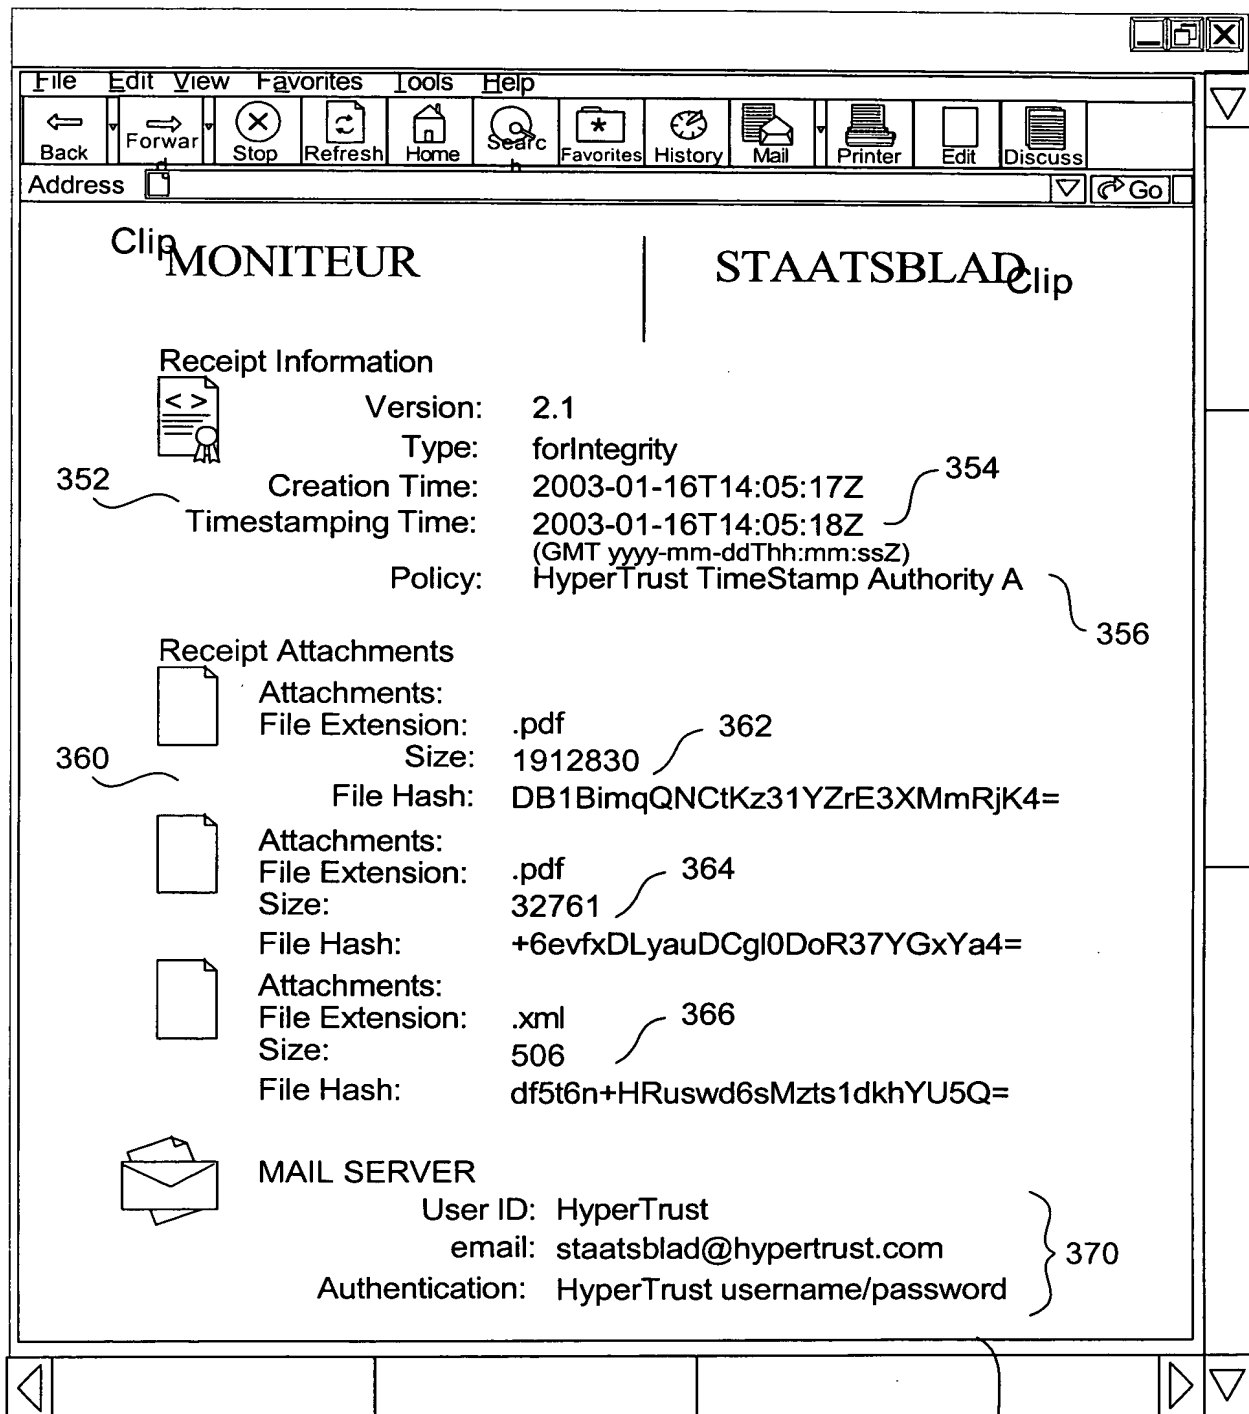 File Edit View Favorites Tools Help
Back Forward Stop Refresh Home Search Favorites History Mail Printer Edit Discuss
Address Go
Clip MONITEUR STAATSBLAD Clip
Receipt Information
< >
Version: 2.1
Type: forIntegrity
352 Creation Time: 2003-01-16T14:05:17Z 354
Timestamping Time: 2003-01-16T14:05:18Z
(GMT yyyy-mm-ddThh:mm:ssZ)
Policy: HyperTrust TimeStamp Authority A
356
Receipt Attachments
Attachments:
File Extension: .pdf 362
360 Size: 1912830
File Hash: DB1BimqQNCtKz31YZrE3XMmRjK4=
Attachments:
File Extension: .pdf 364
Size: 32761
File Hash: +6evfxDLyauDCgl0DoR37YGxYa4=
Attachments:
File Extension: .xml 366
Size: 506
File Hash: df5t6n+HRuswd6sMzts1dkhYU5Q=
MAIL SERVER
User ID: HyperTrust
email: staatsblad@hypertrust.com 370
Authentication: HyperTrust username/password